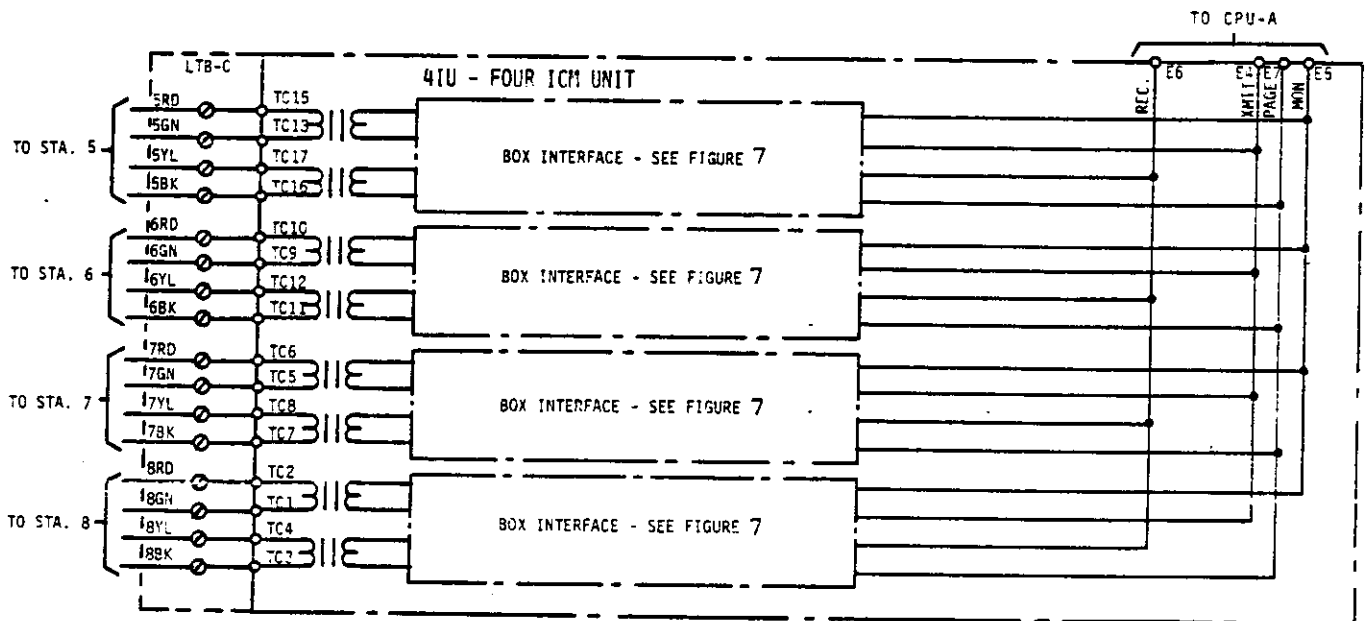 TO CPU-A
LTB-C
4IU - FOUR ICM UNIT
E6
E4
E7
E5
REC.
XMIT
PAGE
MON
TO STA. 5
5RD
5GN
5YL
5BK
TC15
TC13
TC17
TC16
BOX INTERFACE - SEE FIGURE 7
TO STA. 6
6RD
6GN
6YL
6BK
TC10
TC9
TC12
TC11
BOX INTERFACE - SEE FIGURE 7
TO STA. 7
7RD
7GN
7YL
7BK
TC6
TC5
TC8
TC7
BOX INTERFACE - SEE FIGURE 7
TO STA. 8
8RD
8GN
8YL
8BK
TC2
TC1
TC4
TC3
BOX INTERFACE - SEE FIGURE 7